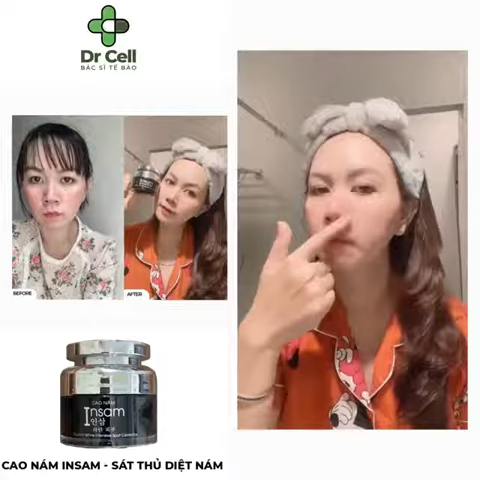 Dr Cell
BÁC SĨ TẾ BÀO
BEFORE
AFTER
CAO NÁM
Insam
인삼
CAO NÁM INSAM - SÁT THỦ DIỆT NÁM